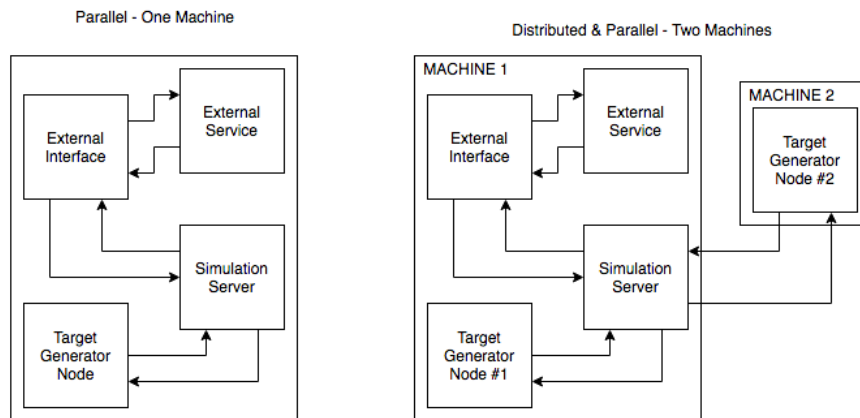 Parallel - One Machine
External
Interface
External
Service
Simulation
Server
Target
Generator
Node
Distributed & Parallel - Two Machines
MACHINE 1
External
Interface
External
Service
Simulation
Server
Target
Generator
Node #1
MACHINE 2
Target
Generator
Node #2